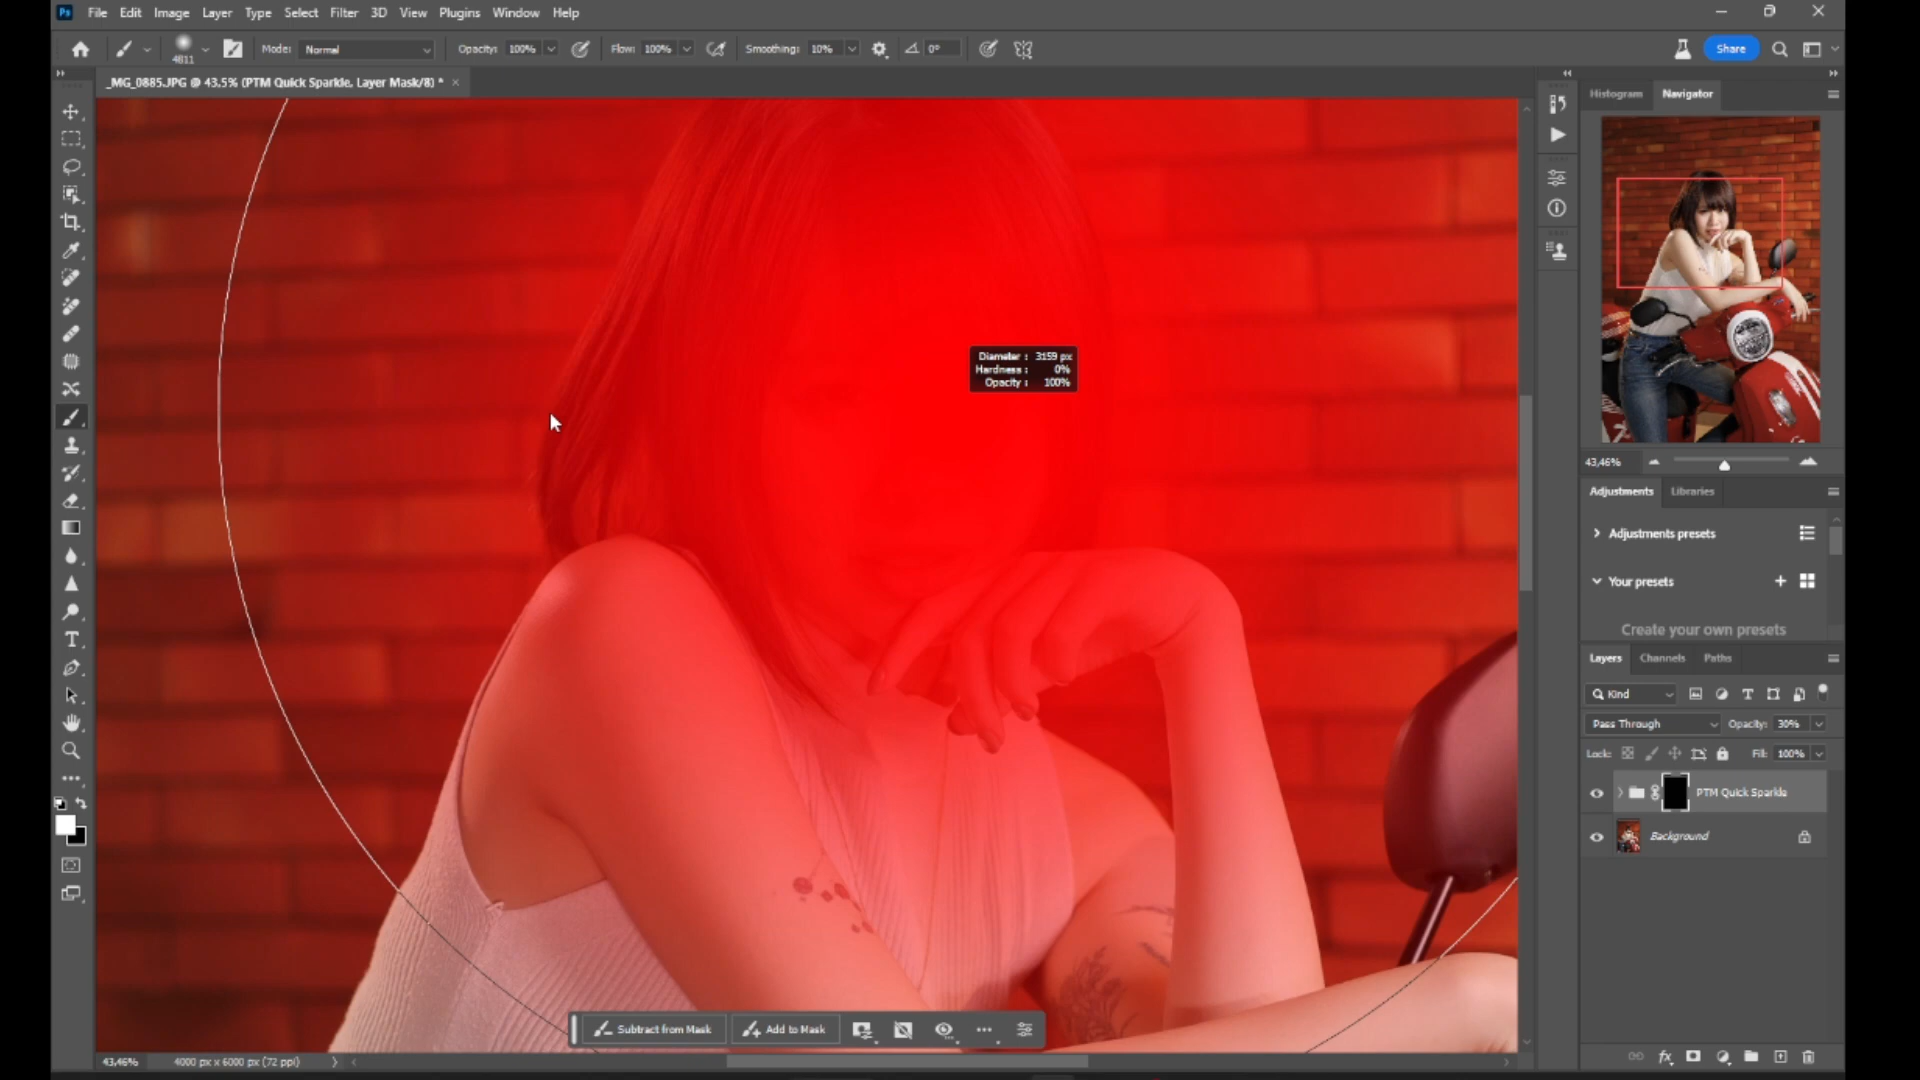 Ps File Edit Image Layer Type Select Filter 3D View Plugins Window Help
4811 Mode: Normal Opacity: 100% Flow: 100% Smoothing: 10% 0° Share
_MG_0885.JPG @ 43,5% (PTM Quick Sparkle, Layer Mask/8) *
Histogram Navigator
Diameter : 3159 px
Hardness : 0%
Opacity : 100%
43,46%
Adjustments Libraries
Adjustments presets
Your presets
Create your own presets
Layers Channels Paths
Kind
Pass Through Opacity: 30%
Lock: Fill: 100%
PTM Quick Sparkle
Background
Subtract from Mask Add to Mask
43,46% 4000 px x 6000 px (72 ppi)